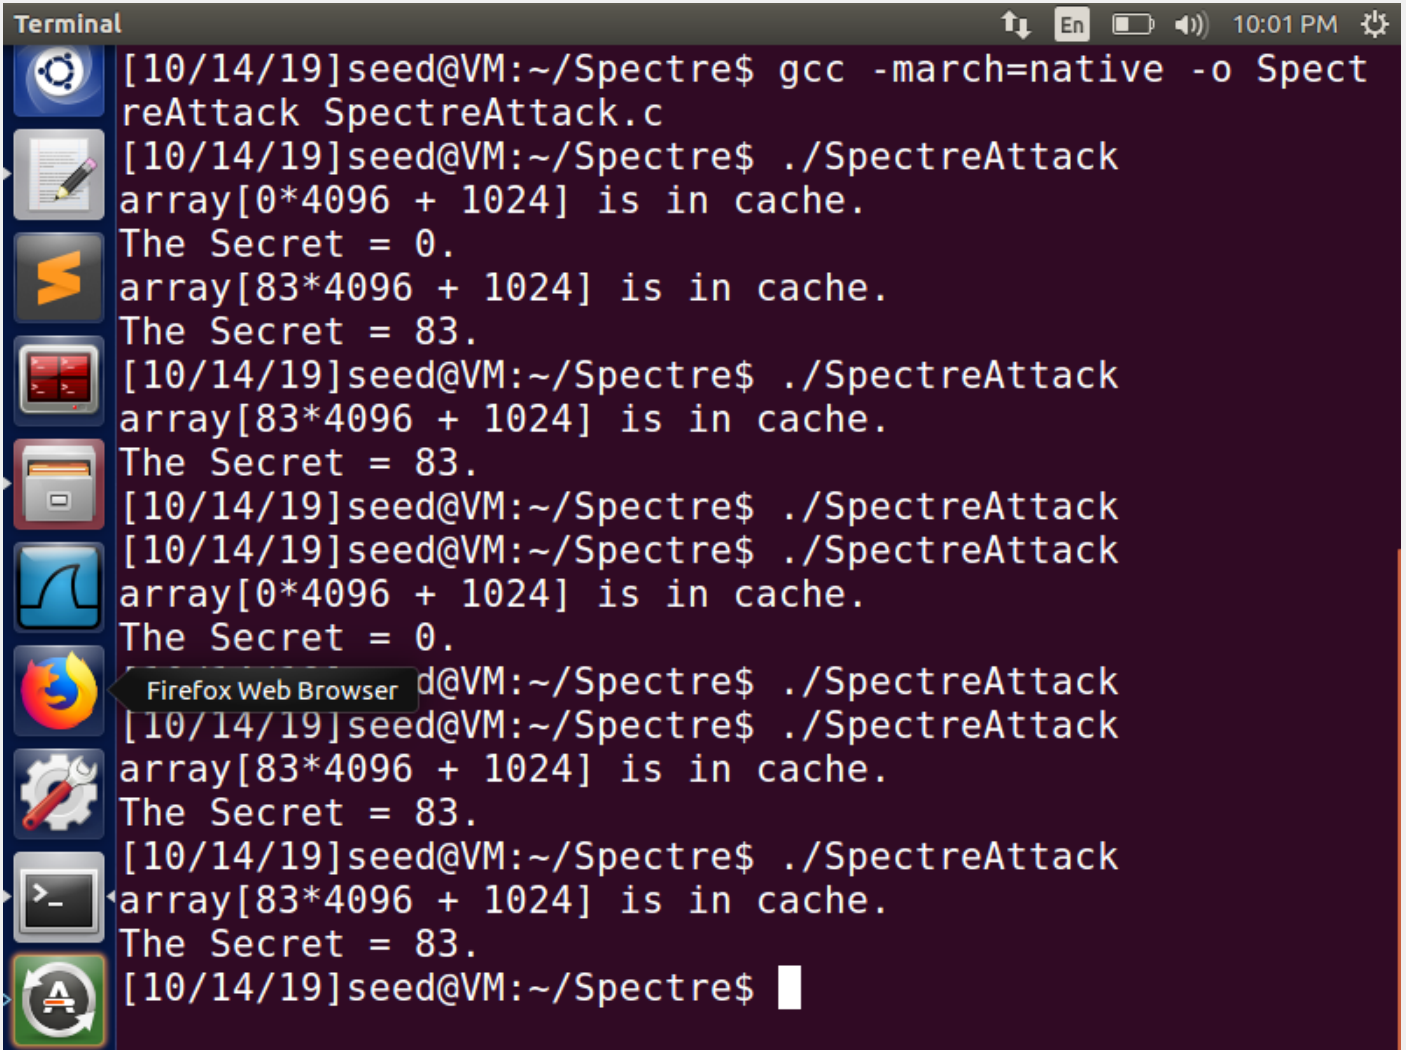 Terminal
En
10:01 PM
[10/14/19]seed@VM:~/Spectre$ gcc -march=native -o Spect
reAttack SpectreAttack.c
[10/14/19]seed@VM:~/Spectre$ ./SpectreAttack
array[0*4096 + 1024] is in cache.
The Secret = 0.
array[83*4096 + 1024] is in cache.
The Secret = 83.
[10/14/19]seed@VM:~/Spectre$ ./SpectreAttack
array[83*4096 + 1024] is in cache.
The Secret = 83.
[10/14/19]seed@VM:~/Spectre$ ./SpectreAttack
[10/14/19]seed@VM:~/Spectre$ ./SpectreAttack
array[0*4096 + 1024] is in cache.
The Secret = 0.
d@VM:~/Spectre$ ./SpectreAttack
Firefox Web Browser
[10/14/19]seed@VM:~/Spectre$ ./SpectreAttack
array[83*4096 + 1024] is in cache.
The Secret = 83.
[10/14/19]seed@VM:~/Spectre$ ./SpectreAttack
array[83*4096 + 1024] is in cache.
The Secret = 83.
[10/14/19]seed@VM:~/Spectre$